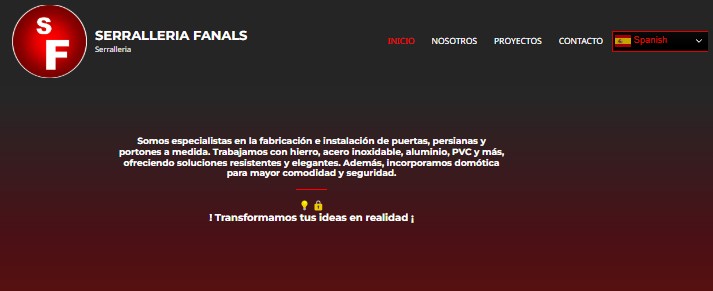 S
F
SERRALLERIA FANALS
Serralleria
INICIO NOSOTROS PROYECTOS CONTACTO Spanish
Somos especialistas en la fabricación e instalación de puertas, persianas y
portones a medida. Trabajamos con hierro, acero inoxidable, aluminio, PVC y más,
ofreciendo soluciones resistentes y elegantes. Además, incorporamos domótica
para mayor comodidad y seguridad.
💡 🔒
! Transformamos tus ideas en realidad ¡